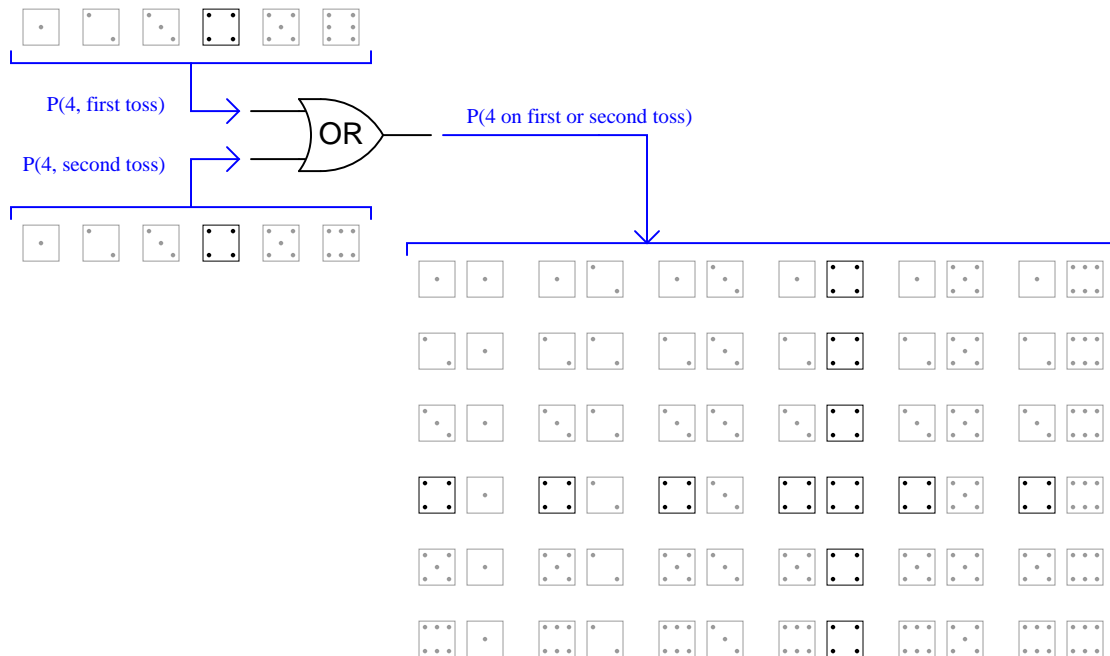 P(4, first toss)
OR
P(4 on first or second toss)
P(4, second toss)